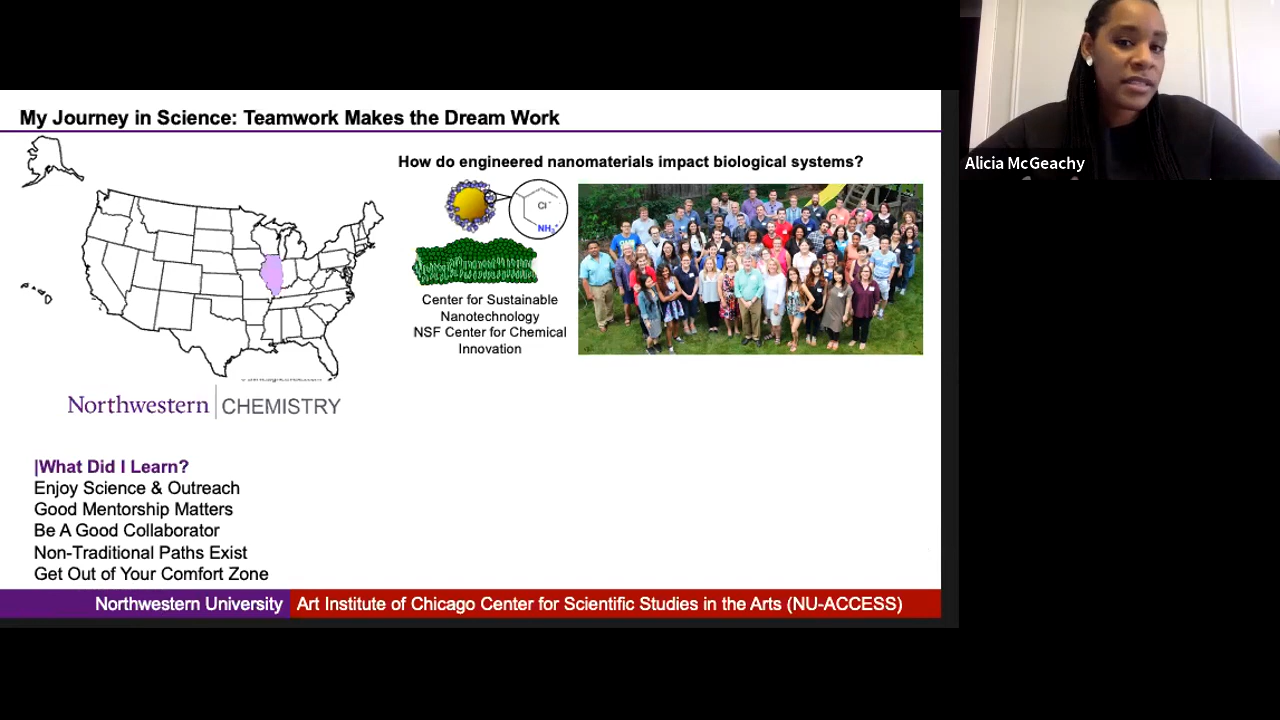 My Journey in Science: Teamwork Makes the Dream Work
Alicia McGeachy
How do engineered nanomaterials impact biological systems?
Cl⁻
NH₃⁺
Center for Sustainable
Nanotechnology
NSF Center for Chemical
Innovation
Northwestern | CHEMISTRY
|What Did I Learn?
Enjoy Science & Outreach
Good Mentorship Matters
Be A Good Collaborator
Non-Traditional Paths Exist
Get Out of Your Comfort Zone
Northwestern University
Art Institute of Chicago Center for Scientific Studies in the Arts (NU-ACCESS)